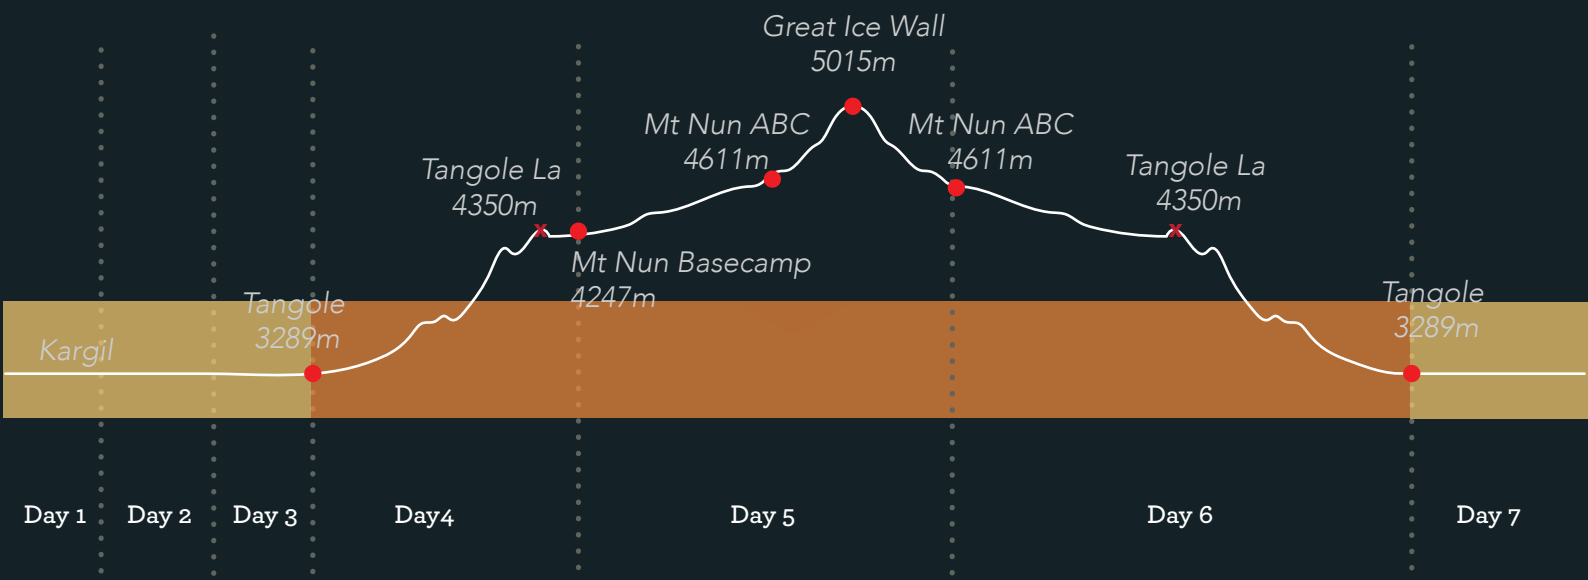 Great Ice Wall
5015m
Mt Nun ABC
4611m
Mt Nun ABC
4611m
Tangole La
4350m
Tangole La
4350m
Mt Nun Basecamp
4247m
Tangole
3289m
Tangole
3289m
Kargil
x
x
Day 1
Day 2
Day 3
Day4
Day 5
Day 6
Day 7